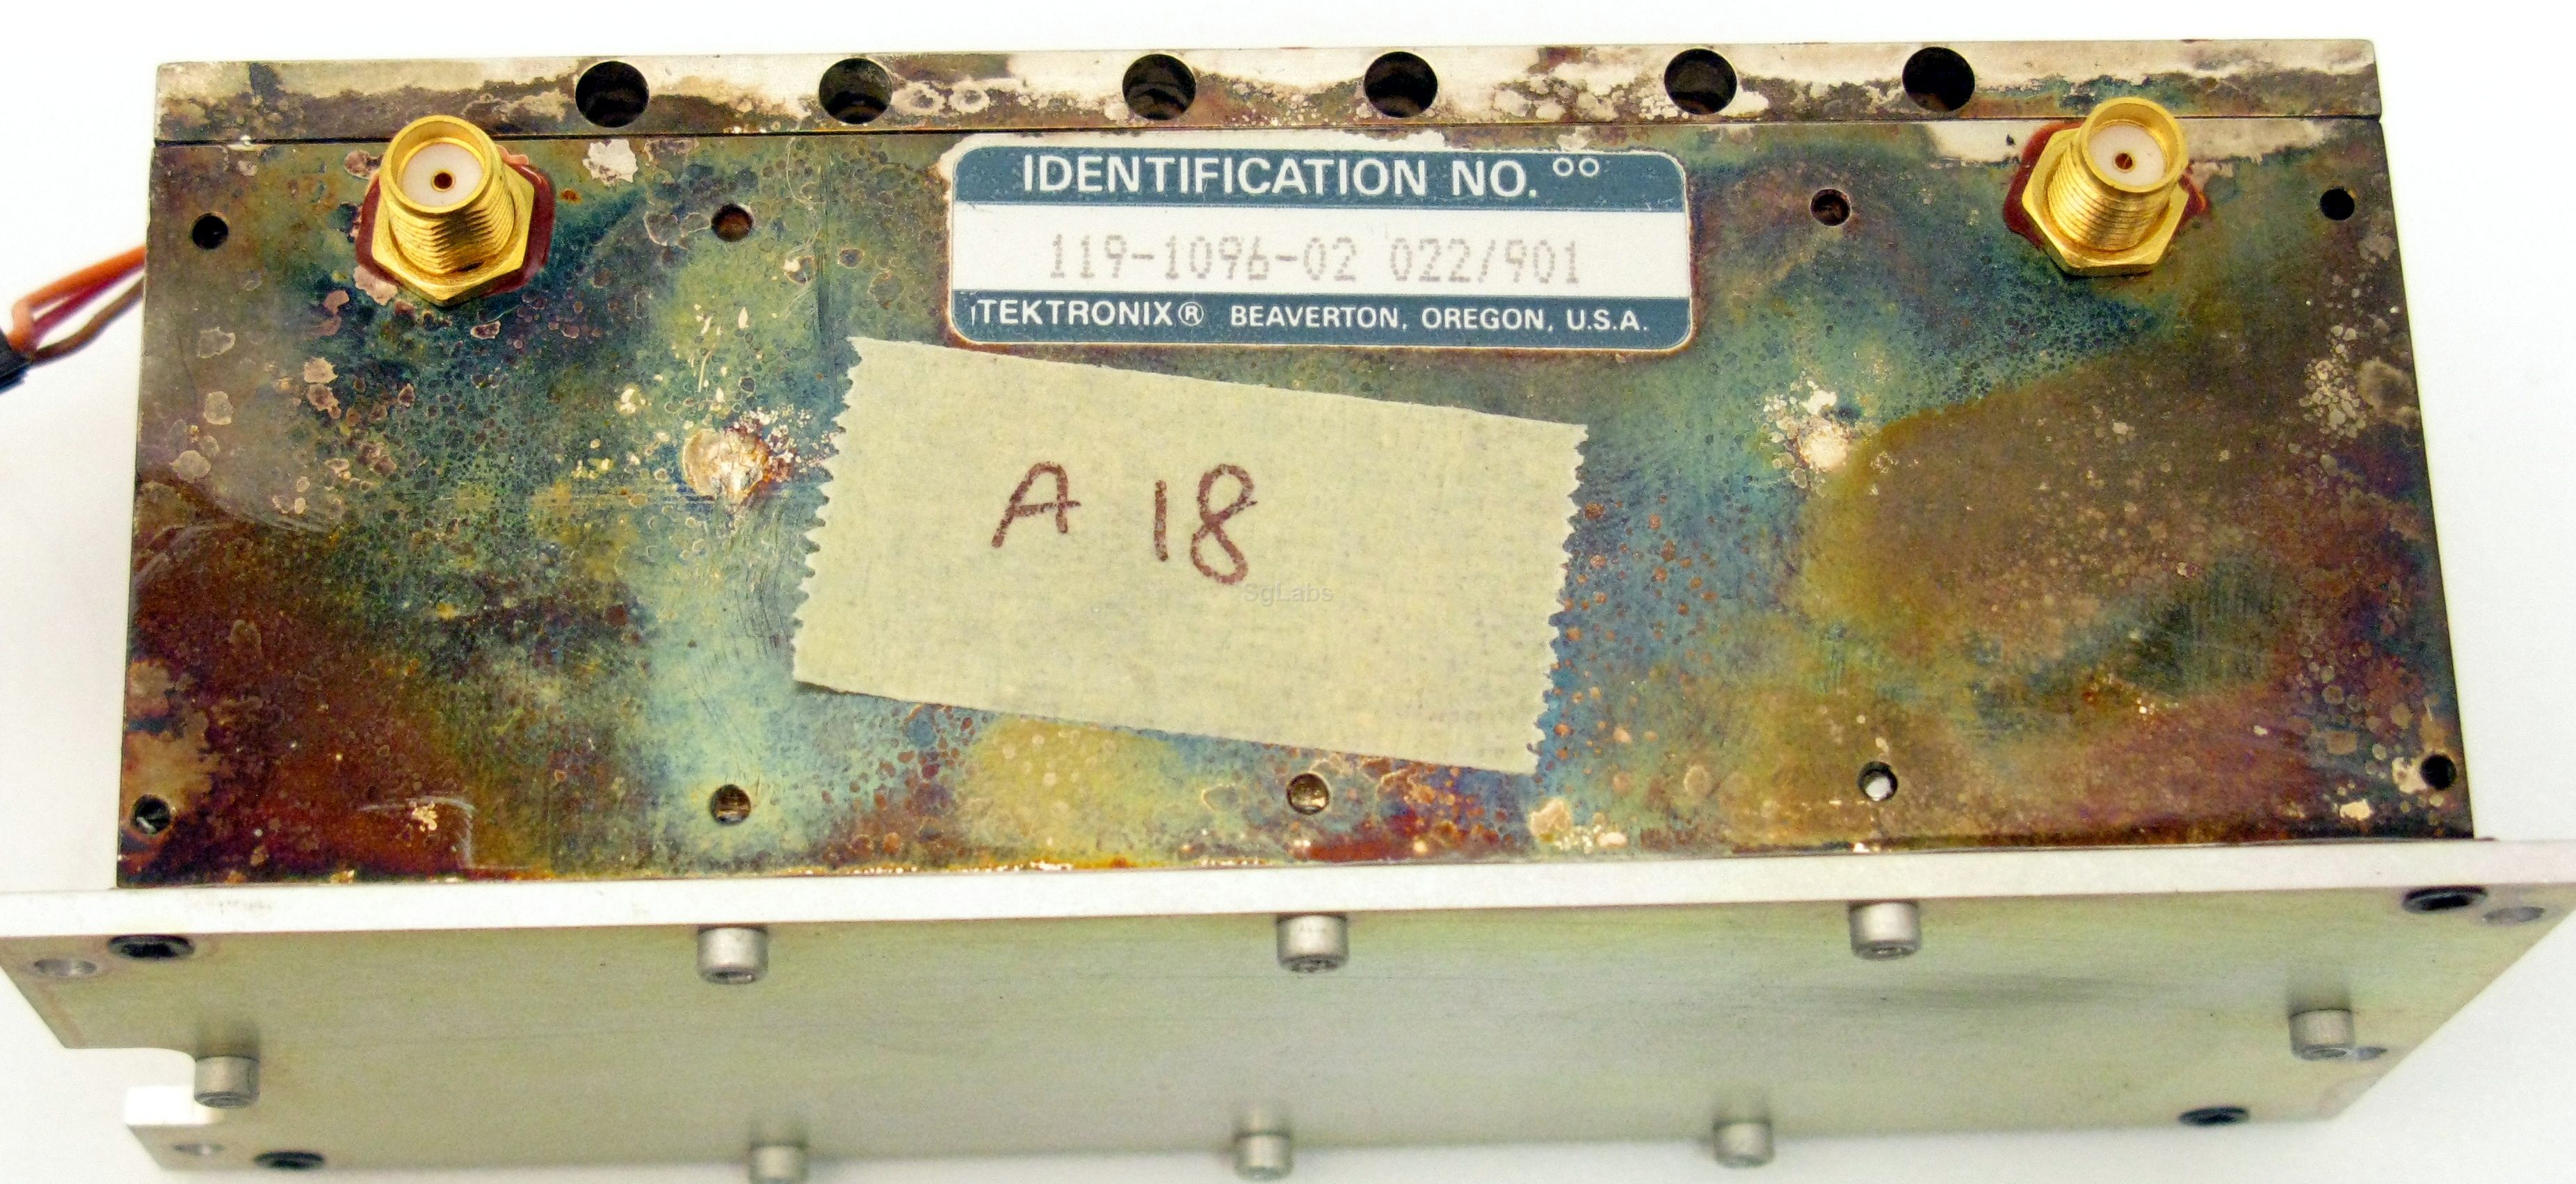 IDENTIFICATION NO. °°
119-1096-02 022/901
TEKTRONIX® BEAVERTON, OREGON, U.S.A.
A 18
SgLabs